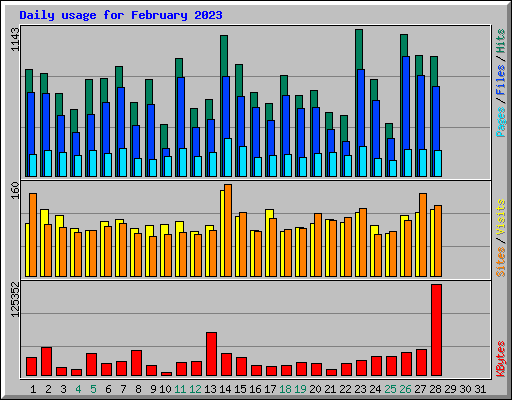 Daily usage for February 2023
1143
Pages / Files / Hits
160
Sites / Visits
125352
KBytes
1 2 3 4 5 6 7 8 9 10 11 12 13 14 15 16 17 18 19 20 21 22 23 24 25 26 27 28 29 30 31